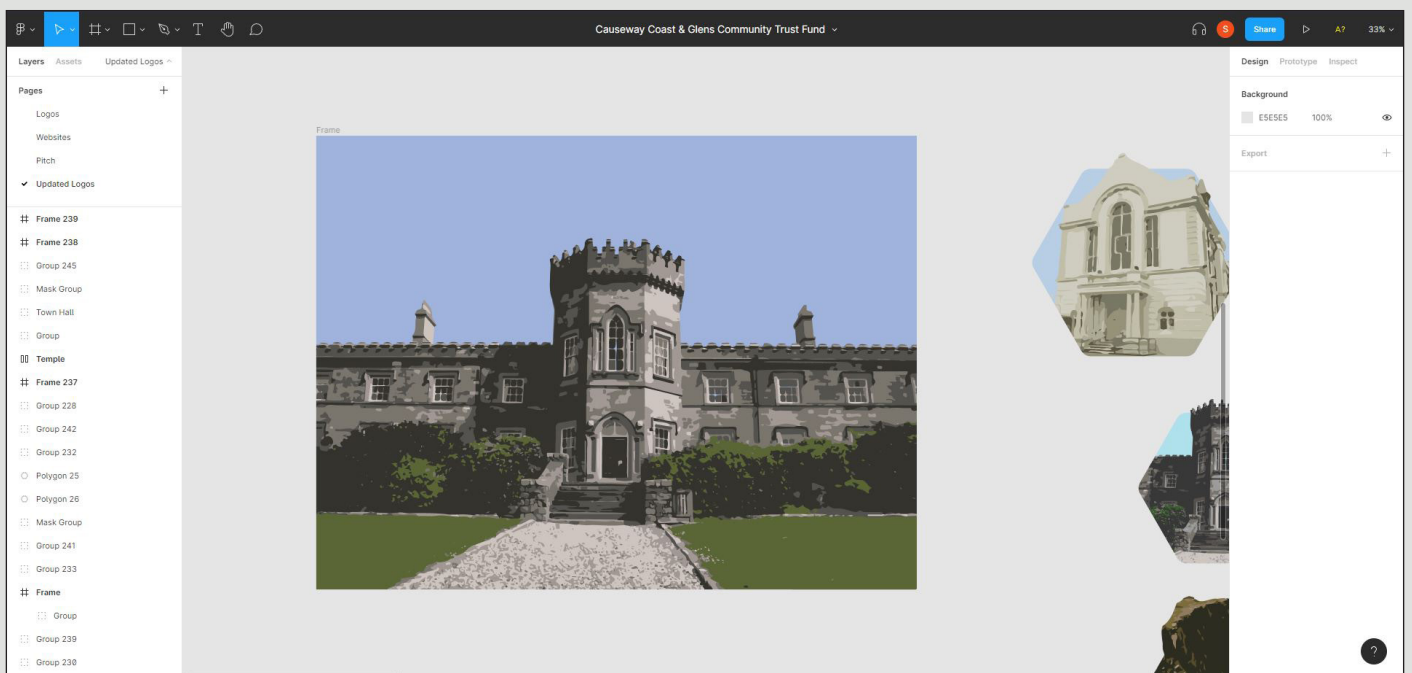 Causeway Coast & Glens Community Trust Fund
S
Share
A?
33%
Layers Assets Updated Logos
Pages
Logos
Websites
Pitch
Updated Logos
Frame 239
Frame 238
Group 245
Mask Group
Town Hall
Group
Temple
Frame 237
Group 228
Group 242
Group 232
Polygon 25
Polygon 26
Mask Group
Group 241
Group 233
Frame
Group
Group 239
Group 230
Frame
Design Prototype Inspect
Background
E5E5E5 100%
Export
?